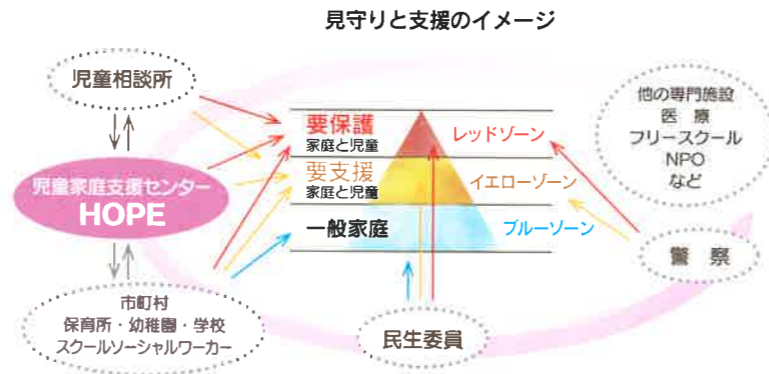 見守りと支援のイメージ
児童相談所
児童家庭支援センター
HOPE
市町村
保育所・幼稚園・学校
スクールソーシャルワーカー
要保護
家庭と児童
レッドゾーン
要支援
家庭と児童
イエローゾーン
一般家庭
ブルーゾーン
民生委員
他の専門施設
医 療
フリースクール
NPO
など
警 察